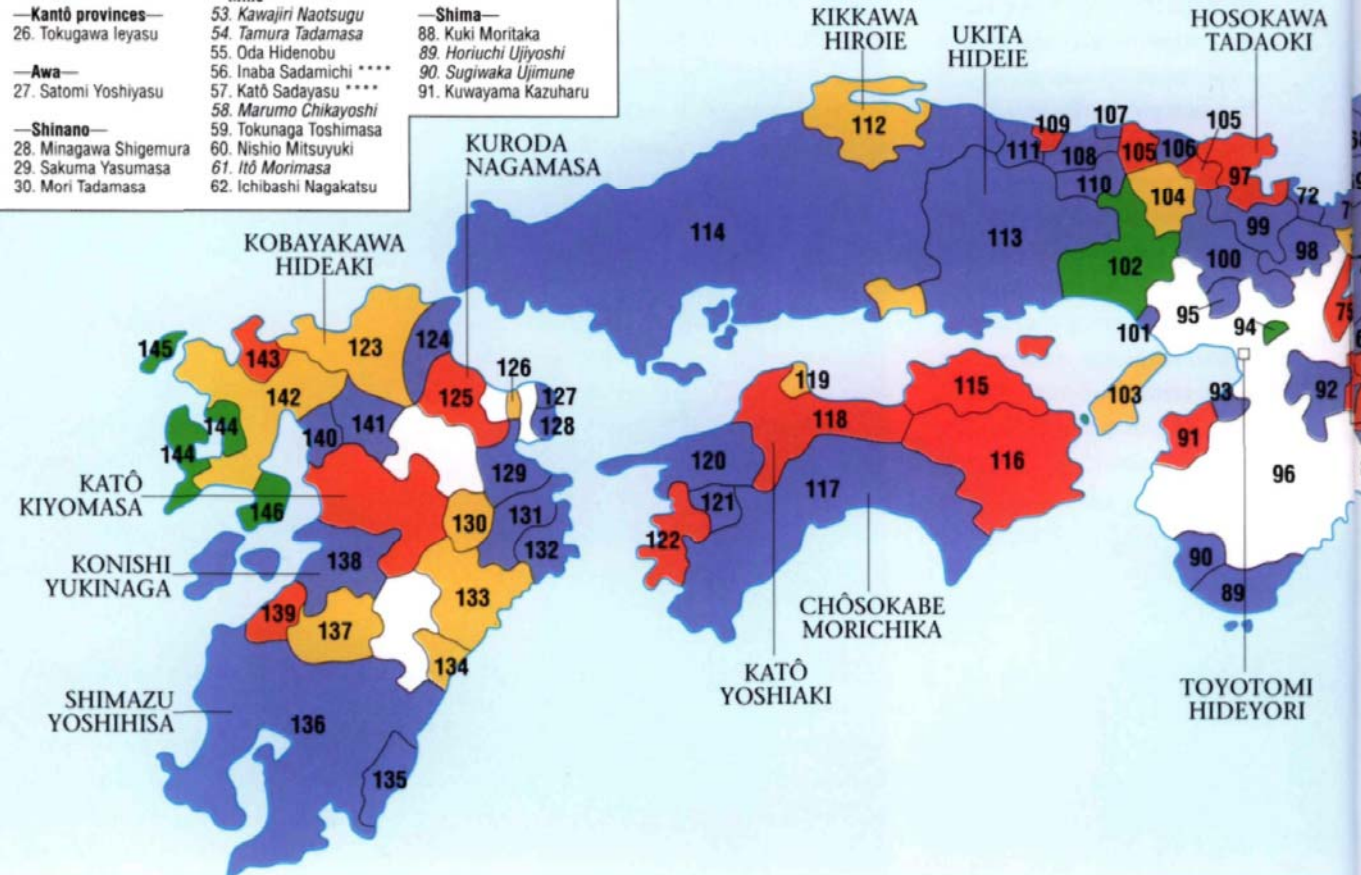 —Kantô provinces—
26. Tokugawa Ieyasu
—Awa—
27. Satomi Yoshiyasu
—Shinano—
28. Minagawa Shigemura
29. Sakuma Yasumasa
30. Mori Tadamasa
53. Kawajiri Naotsugu
54. Tamura Tadamasa
55. Oda Hidenobu
56. Inaba Sadamichi ****
57. Katô Sadayasu ****
58. Marumo Chikayoshi
59. Tokunaga Toshimasa
60. Nishio Mitsuyuki
61. Itô Morimasa
62. Ichibashi Nagakatsu
—Shima—
88. Kuki Moritaka
89. Horiuchi Ujiyoshi
90. Sugiwaka Ujimune
91. Kuwayama Kazuharu
KIKKAWA
HIROIE
UKITA
HIDEIE
HOSOKAWA
TADAOKI
KURODA
NAGAMASA
KOBAYAKAWA
HIDEAKI
KATÔ
KIYOMASA
KONISHI
YUKINAGA
SHIMAZU
YOSHIHISA
CHÔSOKABE
MORICHIKA
KATÔ
YOSHIAKI
TOYOTOMI
HIDEYORI
112
107
109
105
105
106
111
108
110
104
97
72
99
98
100
114
113
102
95
94
101
75
145
143
123
124
126
125
127
128
142
144
144
141
140
146
129
130
131
132
138
139
137
133
134
136
135
119
115
118
116
120
121
117
122
103
93
91
92
96
90
89